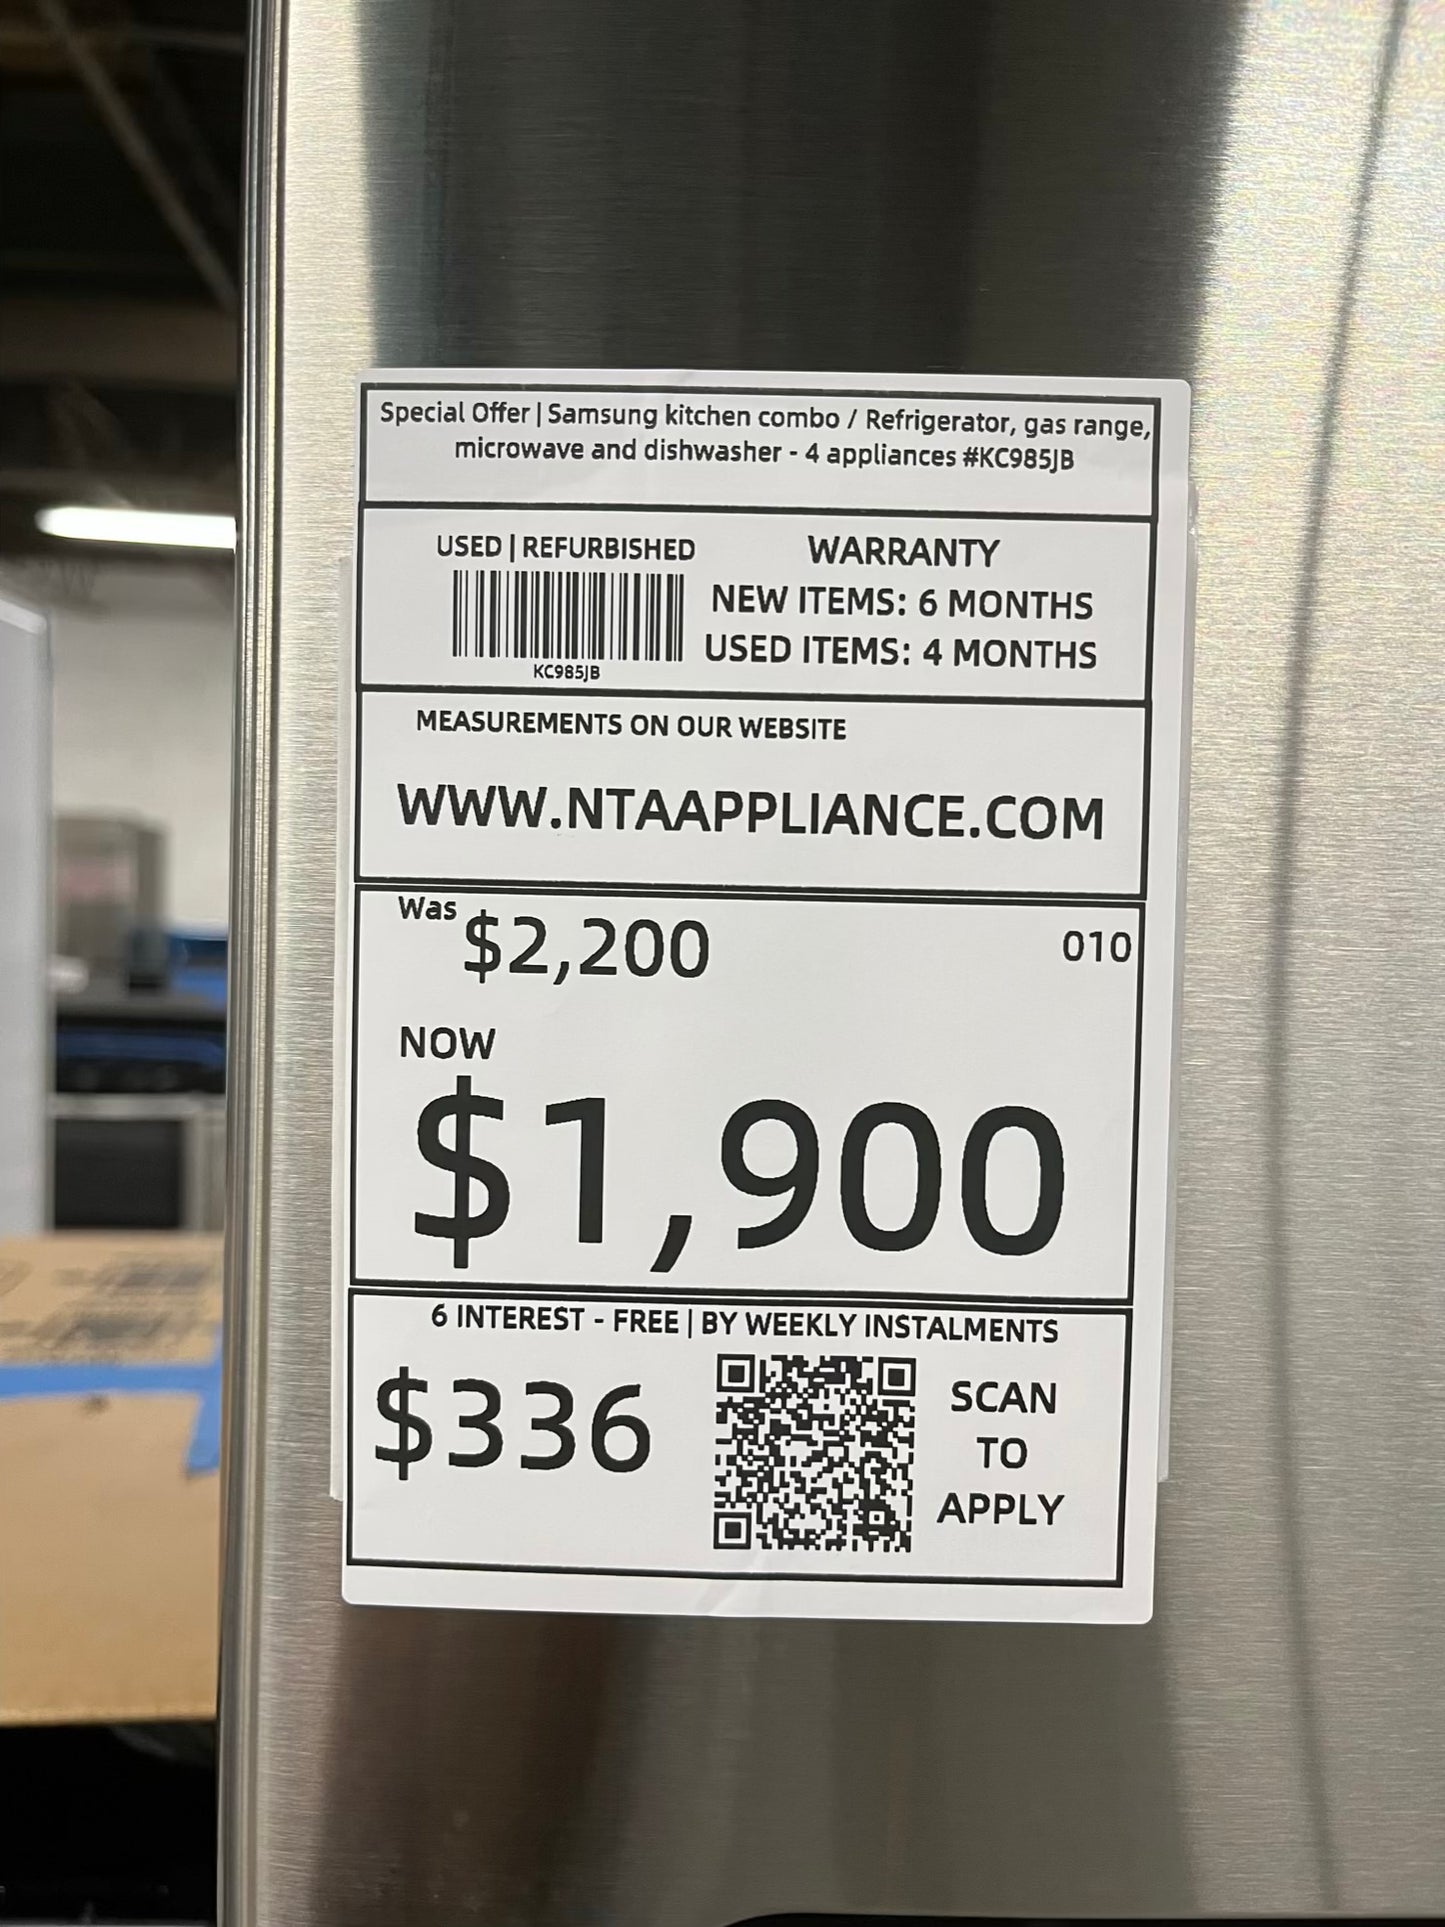 Special Offer | Samsung kitchen combo / Refrigerator, gas range,
microwave and dishwasher - 4 appliances #KC985JB
USED | REFURBISHED
KC985JB
WARRANTY
NEW ITEMS: 6 MONTHS
USED ITEMS: 4 MONTHS
MEASUREMENTS ON OUR WEBSITE
WWW.NTAAPPLIANCE.COM
Was $2,200
010
NOW
$1,900
6 INTEREST - FREE | BY WEEKLY INSTALMENTS
$336
SCAN
TO
APPLY